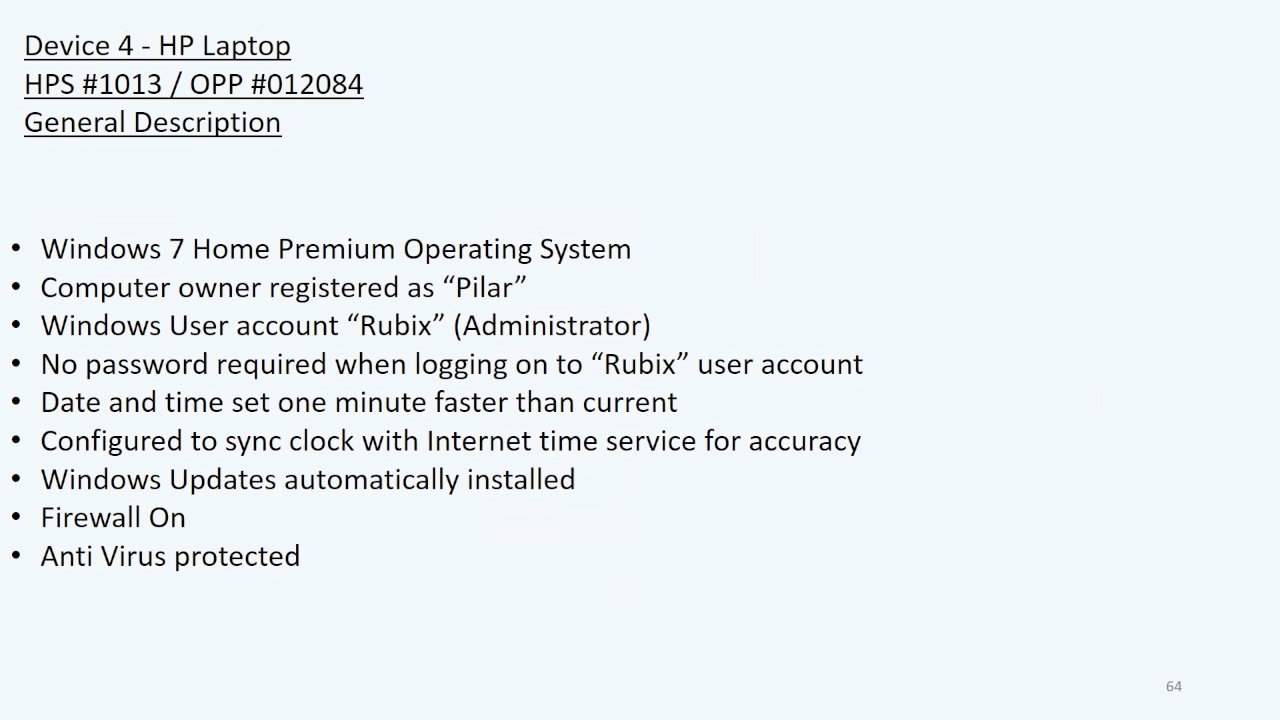 Device 4 - HP Laptop
HPS #1013 / OPP #012084
General Description
• Windows 7 Home Premium Operating System
• Computer owner registered as “Pilar”
• Windows User account “Rubix” (Administrator)
• No password required when logging on to “Rubix” user account
• Date and time set one minute faster than current
• Configured to sync clock with Internet time service for accuracy
• Windows Updates automatically installed
• Firewall On
• Anti Virus protected
64